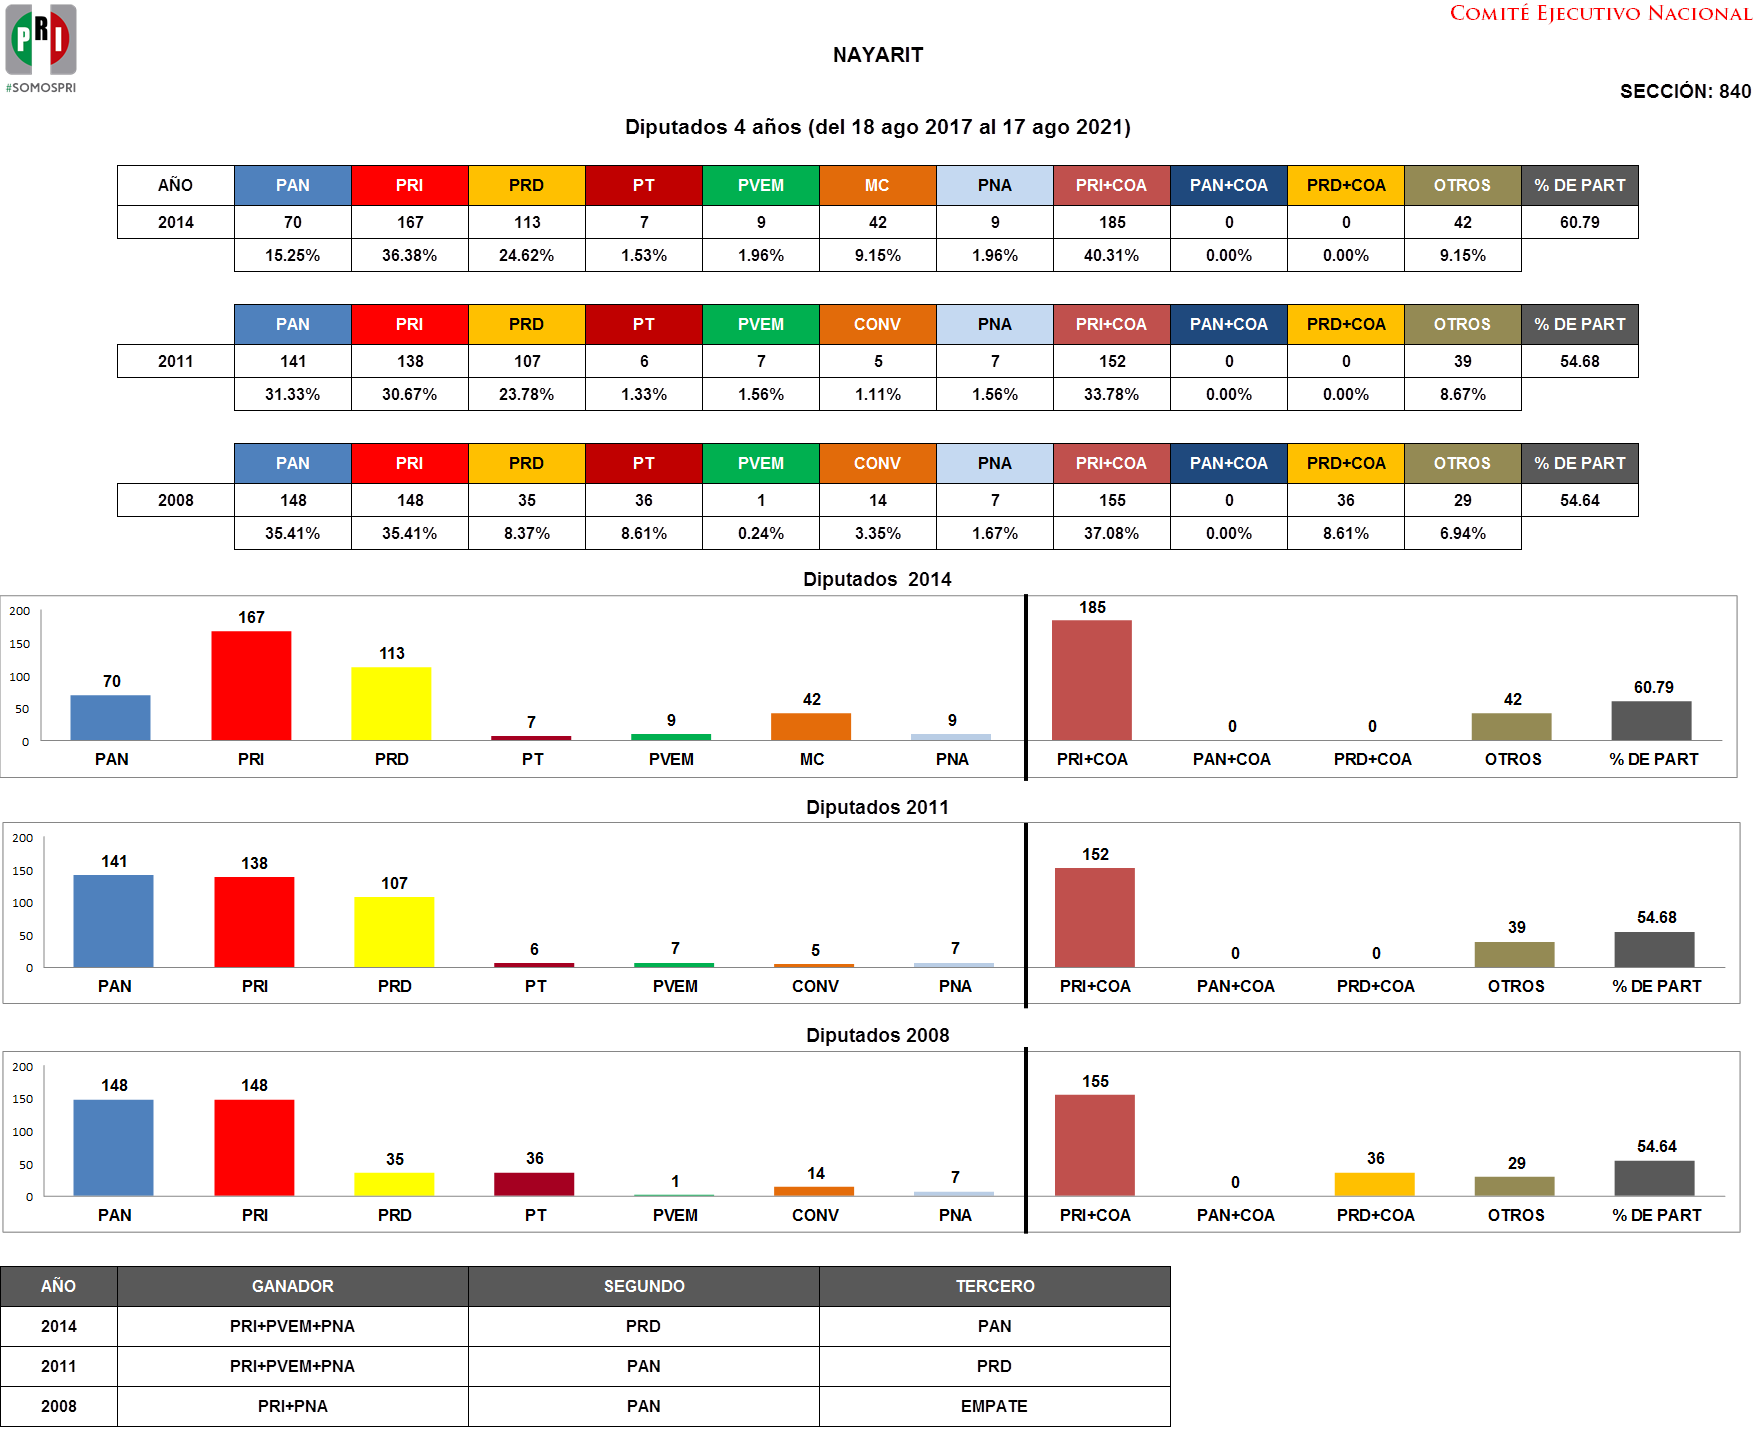 PRI
#SOMOSPRI
COMITÉ EJECUTIVO NACIONAL
NAYARIT
SECCIÓN: 840
Diputados 4 años (del 18 ago 2017 al 17 ago 2021)
AÑO PAN PRI PRD PT PVEM MC PNA PRI+COA PAN+COA PRD+COA OTROS % DE PART
2014 70 167 113 7 9 42 9 185 0 0 42 60.79
15.25% 36.38% 24.62% 1.53% 1.96% 9.15% 1.96% 40.31% 0.00% 0.00% 9.15%
PAN PRI PRD PT PVEM CONV PNA PRI+COA PAN+COA PRD+COA OTROS % DE PART
2011 141 138 107 6 7 5 7 152 0 0 39 54.68
31.33% 30.67% 23.78% 1.33% 1.56% 1.11% 1.56% 33.78% 0.00% 0.00% 8.67%
PAN PRI PRD PT PVEM CONV PNA PRI+COA PAN+COA PRD+COA OTROS % DE PART
2008 148 148 35 36 1 14 7 155 0 36 29 54.64
35.41% 35.41% 8.37% 8.61% 0.24% 3.35% 1.67% 37.08% 0.00% 8.61% 6.94%
Diputados 2014
200
150
100
50
0
70 167 113 7 9 42 9 185 0 0 42 60.79
PAN PRI PRD PT PVEM MC PNA PRI+COA PAN+COA PRD+COA OTROS % DE PART
Diputados 2011
200
150
100
50
0
141 138 107 6 7 5 7 152 0 0 39 54.68
PAN PRI PRD PT PVEM CONV PNA PRI+COA PAN+COA PRD+COA OTROS % DE PART
Diputados 2008
200
150
100
50
0
148 148 35 36 1 14 7 155 0 36 29 54.64
PAN PRI PRD PT PVEM CONV PNA PRI+COA PAN+COA PRD+COA OTROS % DE PART
AÑO GANADOR SEGUNDO TERCERO
2014 PRI+PVEM+PNA PRD PAN
2011 PRI+PVEM+PNA PAN PRD
2008 PRI+PNA PAN EMPATE